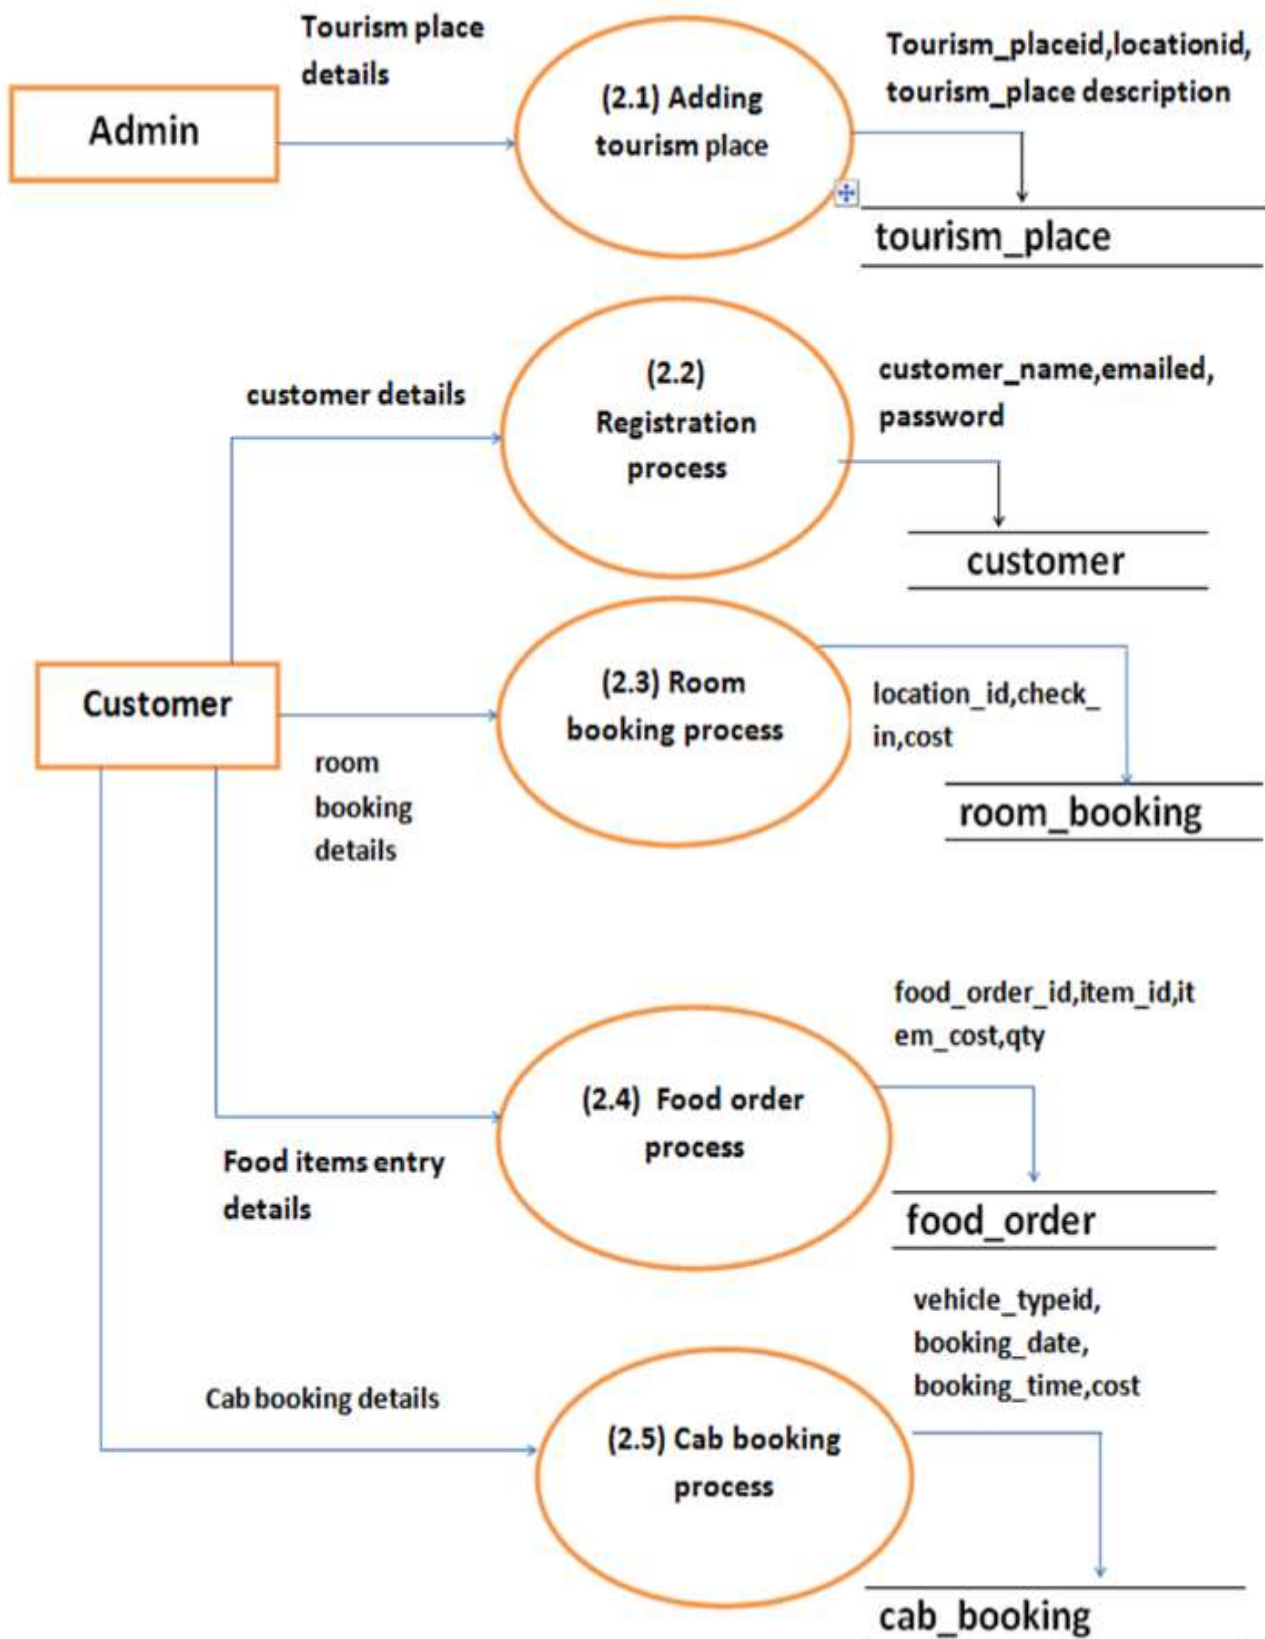 Tourism place
details
Admin
(2.1) Adding
tourism place
Tourism_placeid,locationid,
tourism_place description
tourism_place
customer details
(2.2)
Registration
process
customer_name,emailed,
password
customer
Customer
room
booking
details
(2.3) Room
booking process
location_id,check_
in,cost
room_booking
Food items entry
details
(2.4) Food order
process
food_order_id,item_id,it
em_cost,qty
food_order
Cab booking details
(2.5) Cab booking
process
vehicle_typeid,
booking_date,
booking_time,cost
cab_booking